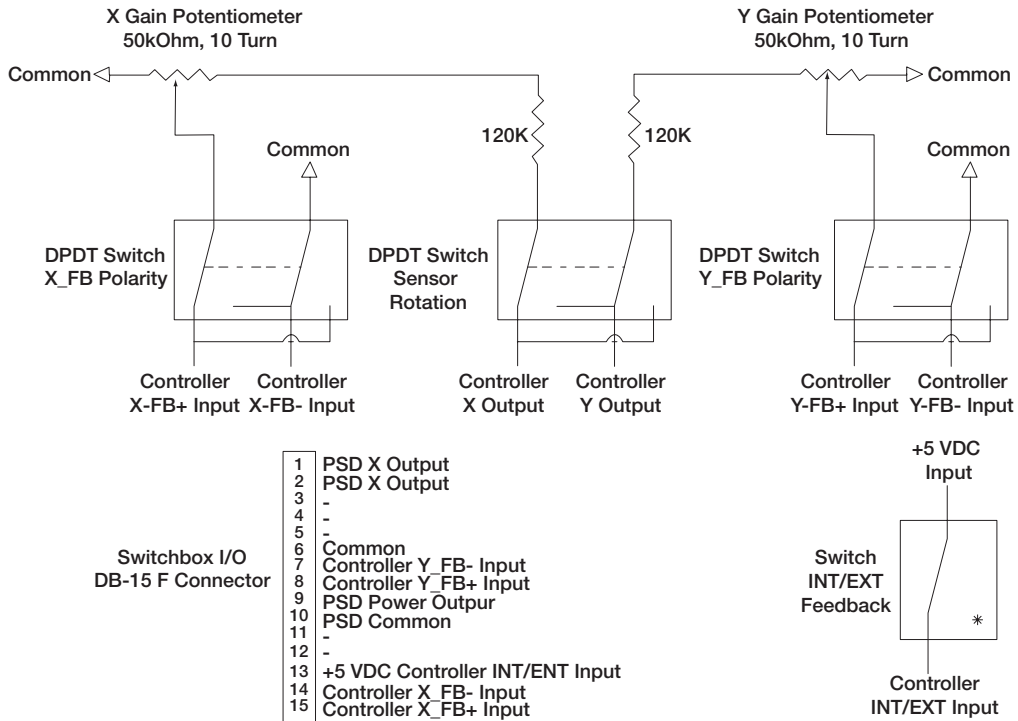 X Gain Potentiometer
50kOhm, 10 Turn
Y Gain Potentiometer
50kOhm, 10 Turn
Common
Common
120K
120K
Common
Common
DPDT Switch
X_FB Polarity
DPDT Switch
Sensor
Rotation
DPDT Switch
Y_FB Polarity
Controller
X-FB+ Input
Controller
X-FB- Input
Controller
X Output
Controller
Y Output
Controller
Y-FB+ Input
Controller
Y-FB- Input
Switchbox I/O
DB-15 F Connector
1 PSD X Output
2 PSD X Output
3 -
4 -
5 -
6 Common
7 Controller Y_FB- Input
8 Controller Y_FB+ Input
9 PSD Power Outpur
10 PSD Common
11 -
12 -
13 +5 VDC Controller INT/ENT Input
14 Controller X_FB- Input
15 Controller X_FB+ Input
+5 VDC
Input
Switch
INT/EXT
Feedback
*
Controller
INT/EXT Input